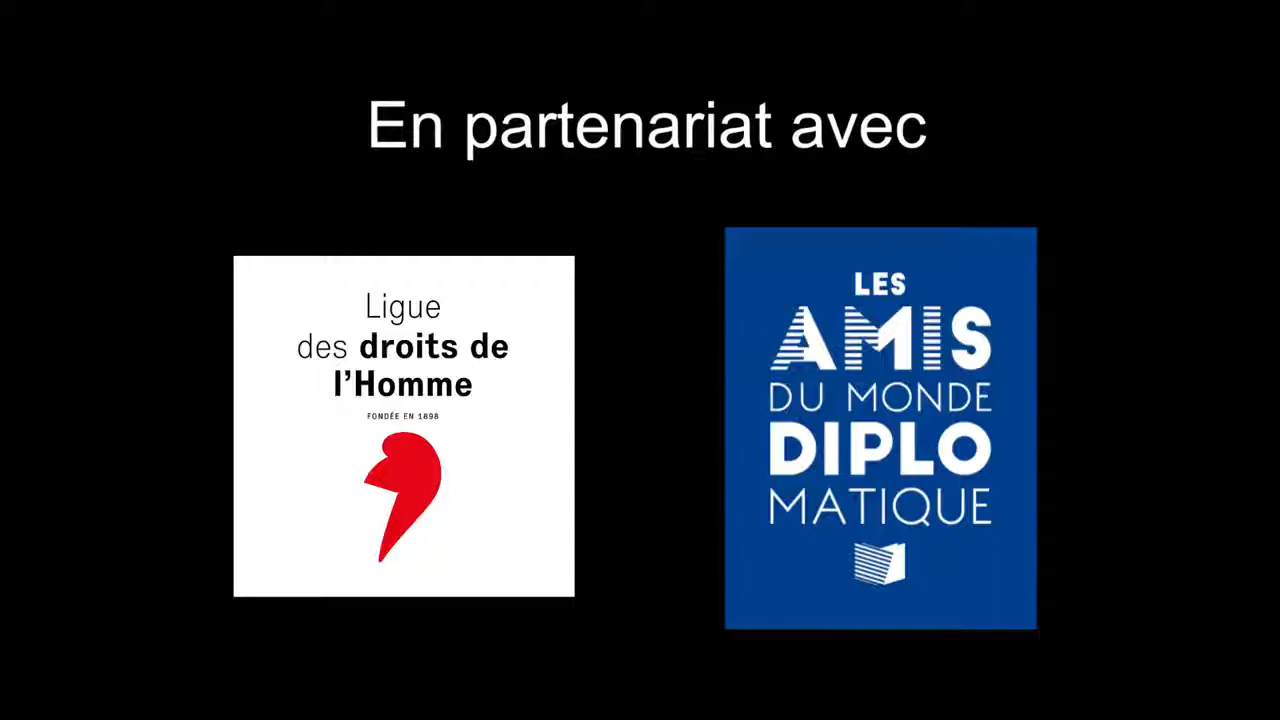 En partenariat avec
Ligue
des droits de
l'Homme
FONDÉE EN 1898
LES
AMIS
DU MONDE
DIPLO
MATIQUE